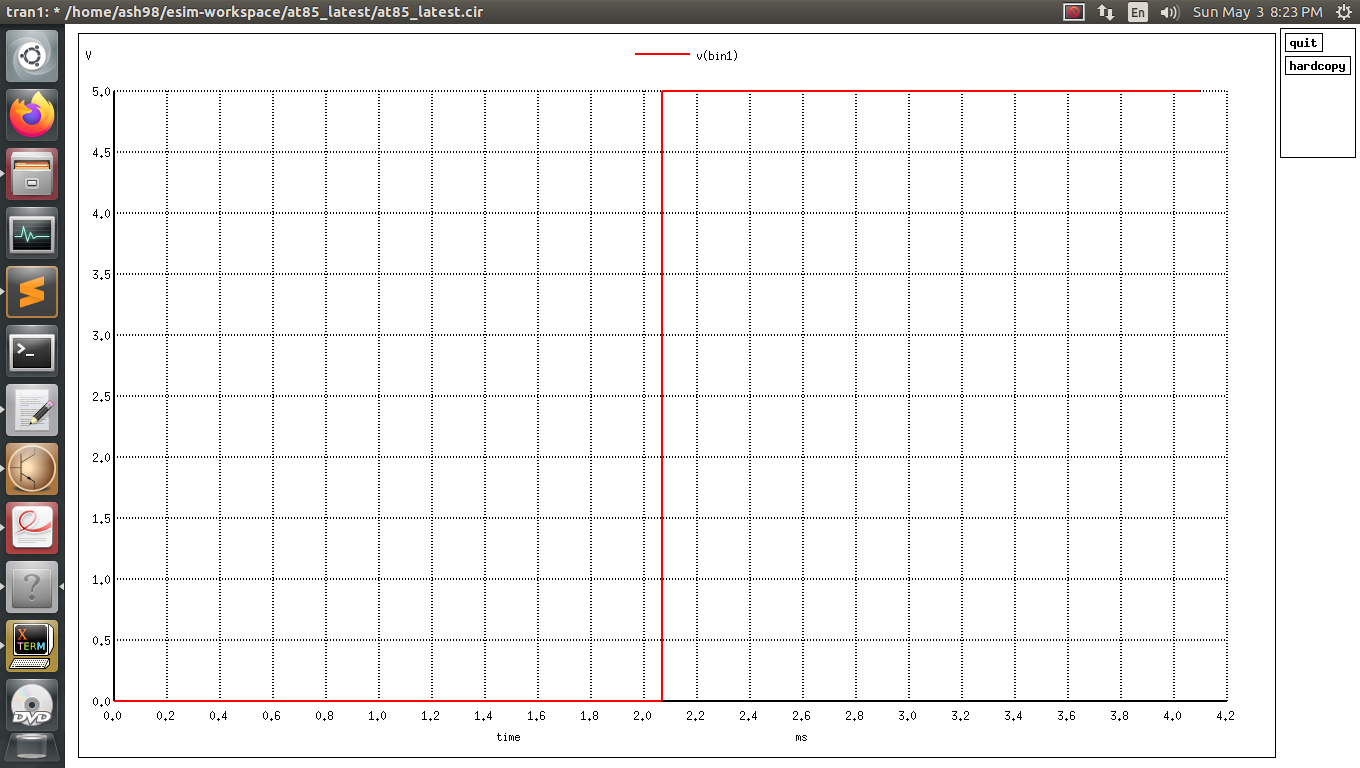 tran1: * /home/ash98/esim-workspace/at85_latest/at85_latest.cir
En
Sun May 3 8:23 PM
quit
hardcopy
V
v(bin1)
5.0
4.5
4.0
3.5
3.0
2.5
2.0
1.5
1.0
0.5
0.0
0.0 0.2 0.4 0.6 0.8 1.0 1.2 1.4 1.6 1.8 2.0 2.2 2.4 2.6 2.8 3.0 3.2 3.4 3.6 3.8 4.0 4.2
time ms
>_
?
X
TERM
DVD